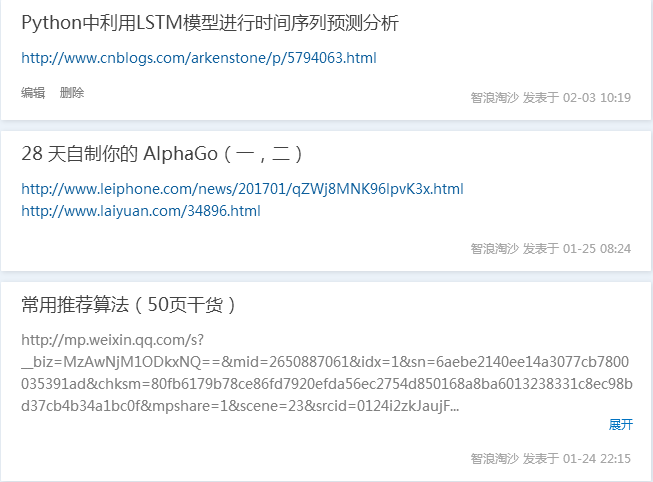 Python中利用LSTM模型进行时间序列预测分析
http://www.cnblogs.com/arkenstone/p/5794063.html
编辑 删除
智浪淘沙 发表于 02-03 10:19
28 天自制你的 AlphaGo（一，二）
http://www.leiphone.com/news/201701/qZWj8MNK96lpvK3x.html
http://www.laiyuan.com/34896.html
智浪淘沙 发表于 01-25 08:24
常用推荐算法（50页干货）
http://mp.weixin.qq.com/s?
__biz=MzAwNjM1ODkxNQ==&mid=2650887061&idx=1&sn=6aebe2140ee14a3077cb7800
035391ad&chksm=80fb6179b78ce86fd7920efda56ec2754d850168a8ba6013238331c8ec98b
d37cb4b34a1bc0f&mpshare=1&scene=23&srcid=0124i2zkJaujF...
展开
智浪淘沙 发表于 01-24 22:15